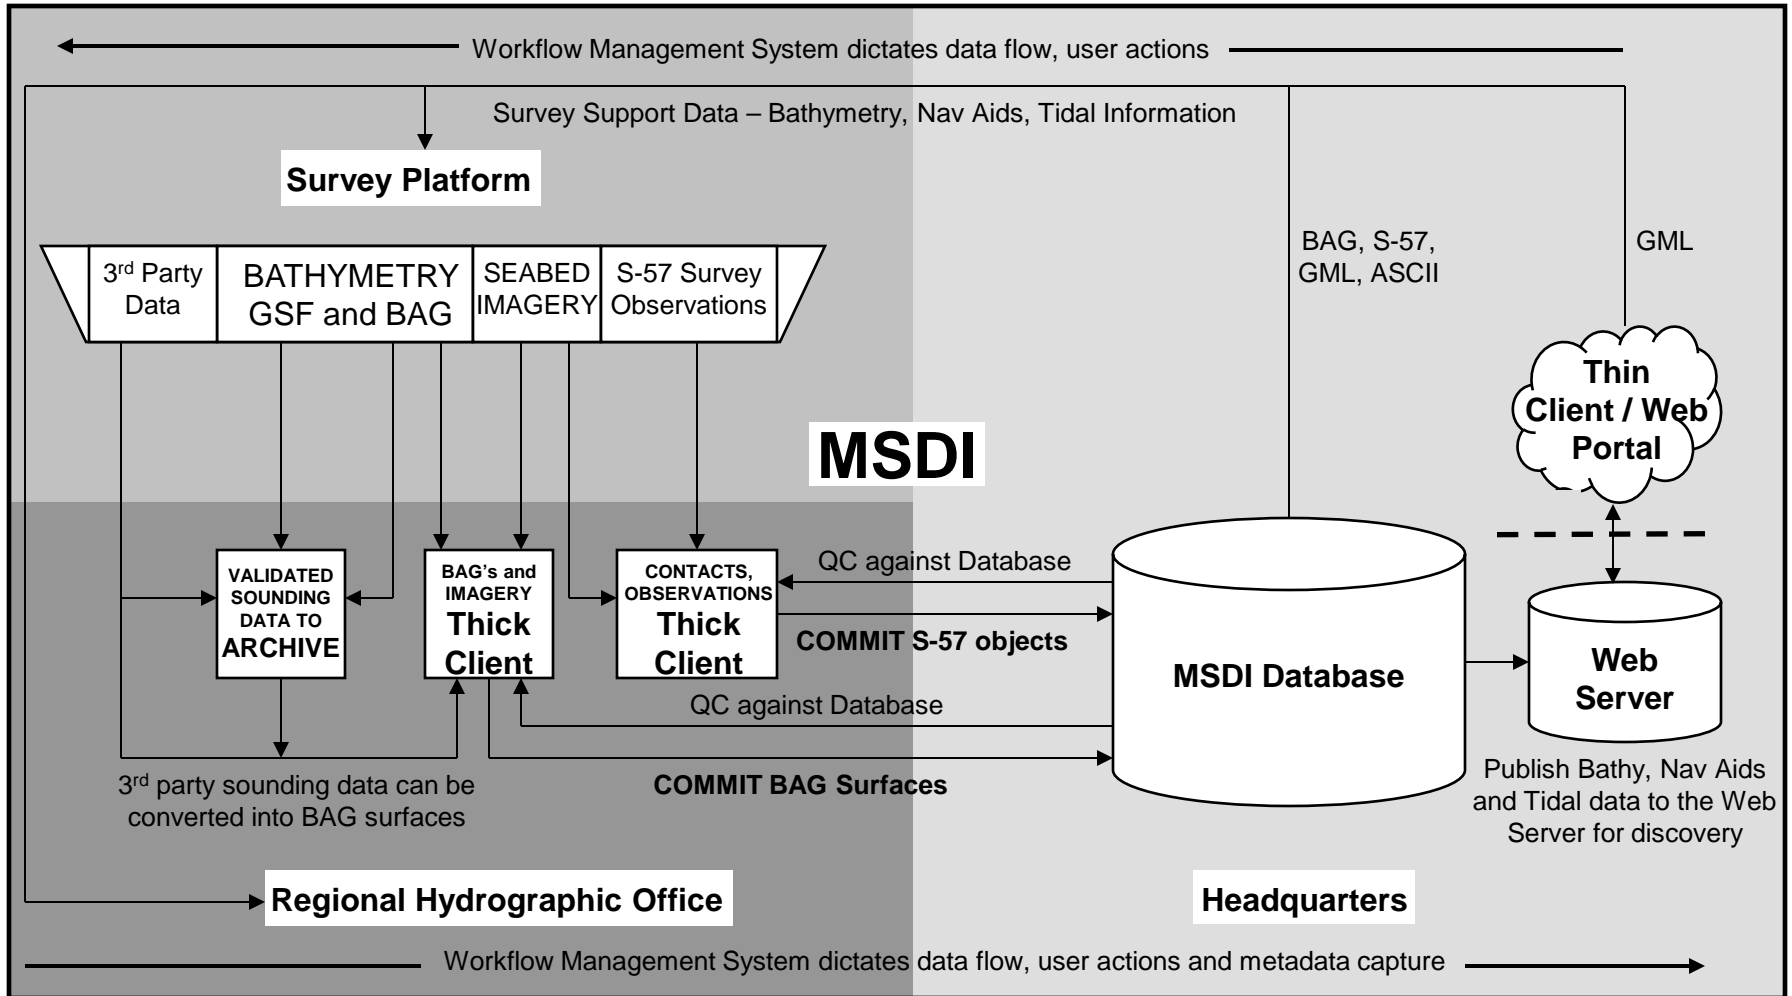 Workflow Management System dictates data flow, user actions
Survey Support Data – Bathymetry, Nav Aids, Tidal Information
Survey Platform
BAG, S-57,
GML, ASCII
GML
3rd Party
Data
BATHYMETRY
GSF and BAG
SEABED
IMAGERY
S-57 Survey
Observations
Thin
Client / Web
Portal
MSDI
VALIDATED
SOUNDING
DATA TO
ARCHIVE
BAG's and
IMAGERY
Thick
Client
CONTACTS,
OBSERVATIONS
Thick
Client
QC against Database
COMMIT S-57 objects
QC against Database
COMMIT BAG Surfaces
MSDI Database
Web
Server
3rd party sounding data can be
converted into BAG surfaces
Publish Bathy, Nav Aids
and Tidal data to the Web
Server for discovery
Regional Hydrographic Office
Headquarters
Workflow Management System dictates data flow, user actions and metadata capture